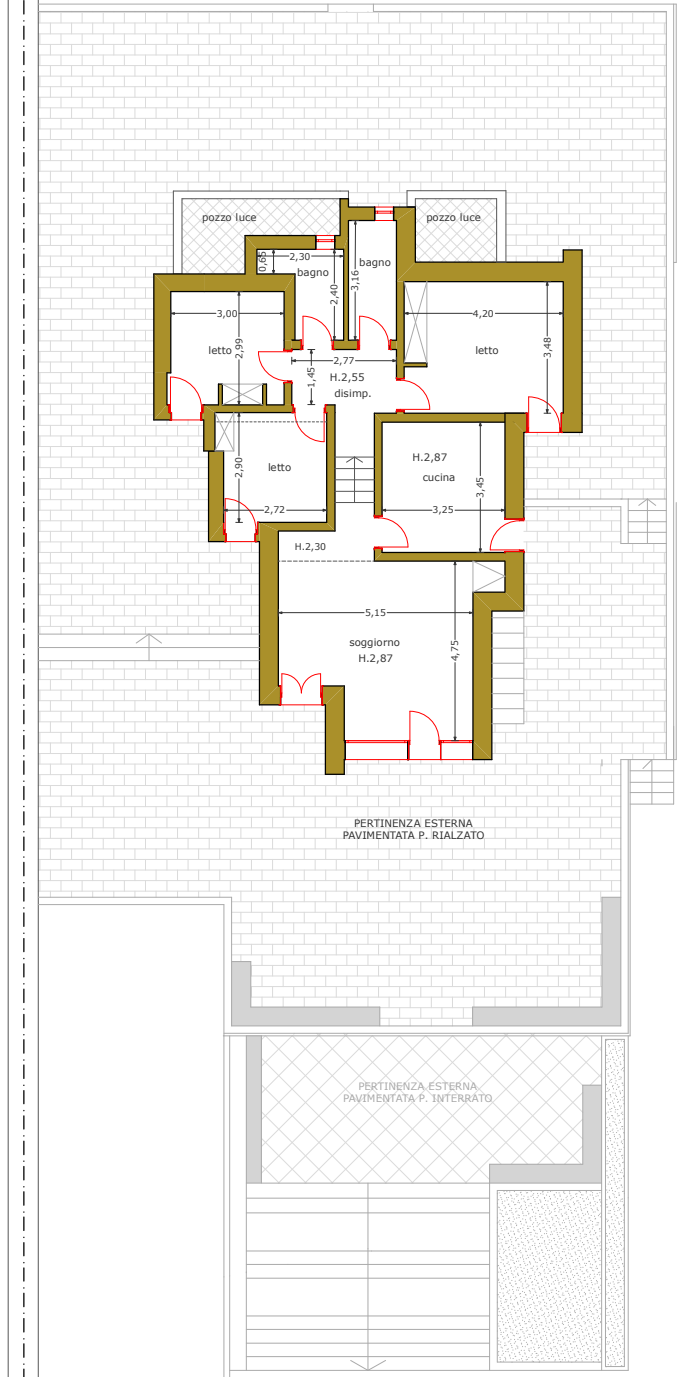 pozzo luce
pozzo luce
bagno
2,30
0,65
bagno
2,40
3,16
3,00
4,20
letto
2,99
letto
3,48
2,77
1,45
H.2,55
disimp.
2,90
letto
2,72
H.2,87
cucina
3,45
3,25
H.2,30
5,15
4,75
soggiorno
H.2,87
PERTINENZA ESTERNA
PAVIMENTATA P. RIALZATO
PERTINENZA ESTERNA
PAVIMENTATA P. INTERRATO